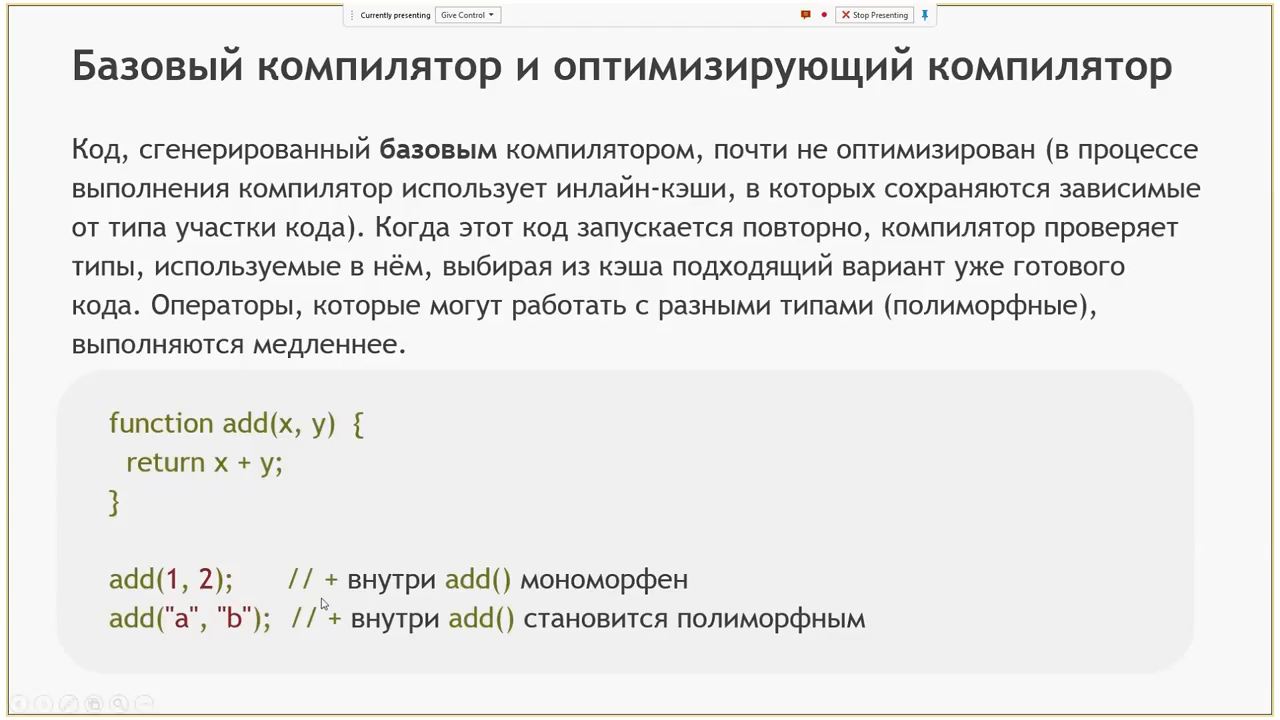 Currently presenting Give Control Stop Presenting
Базовый компилятор и оптимизирующий компилятор
Код, сгенерированный базовым компилятором, почти не оптимизирован (в процессе
выполнения компилятор использует инлайн-кэши, в которых сохраняются зависимые
от типа участки кода). Когда этот код запускается повторно, компилятор проверяет
типы, используемые в нём, выбирая из кэша подходящий вариант уже готового
кода. Операторы, которые могут работать с разными типами (полиморфные),
выполняются медленнее.
function add(x, y) {
return x + y;
}
add(1, 2); // + внутри add() мономорфен
add("a", "b"); // + внутри add() становится полиморфным